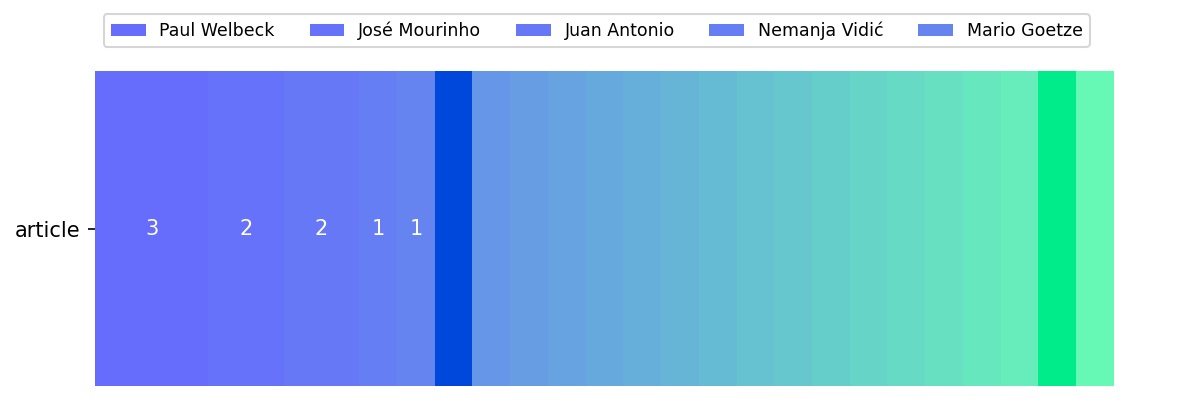 Paul Welbeck José Mourinho Juan Antonio Nemanja Vidić Mario Goetze
article 3 2 2 1 1